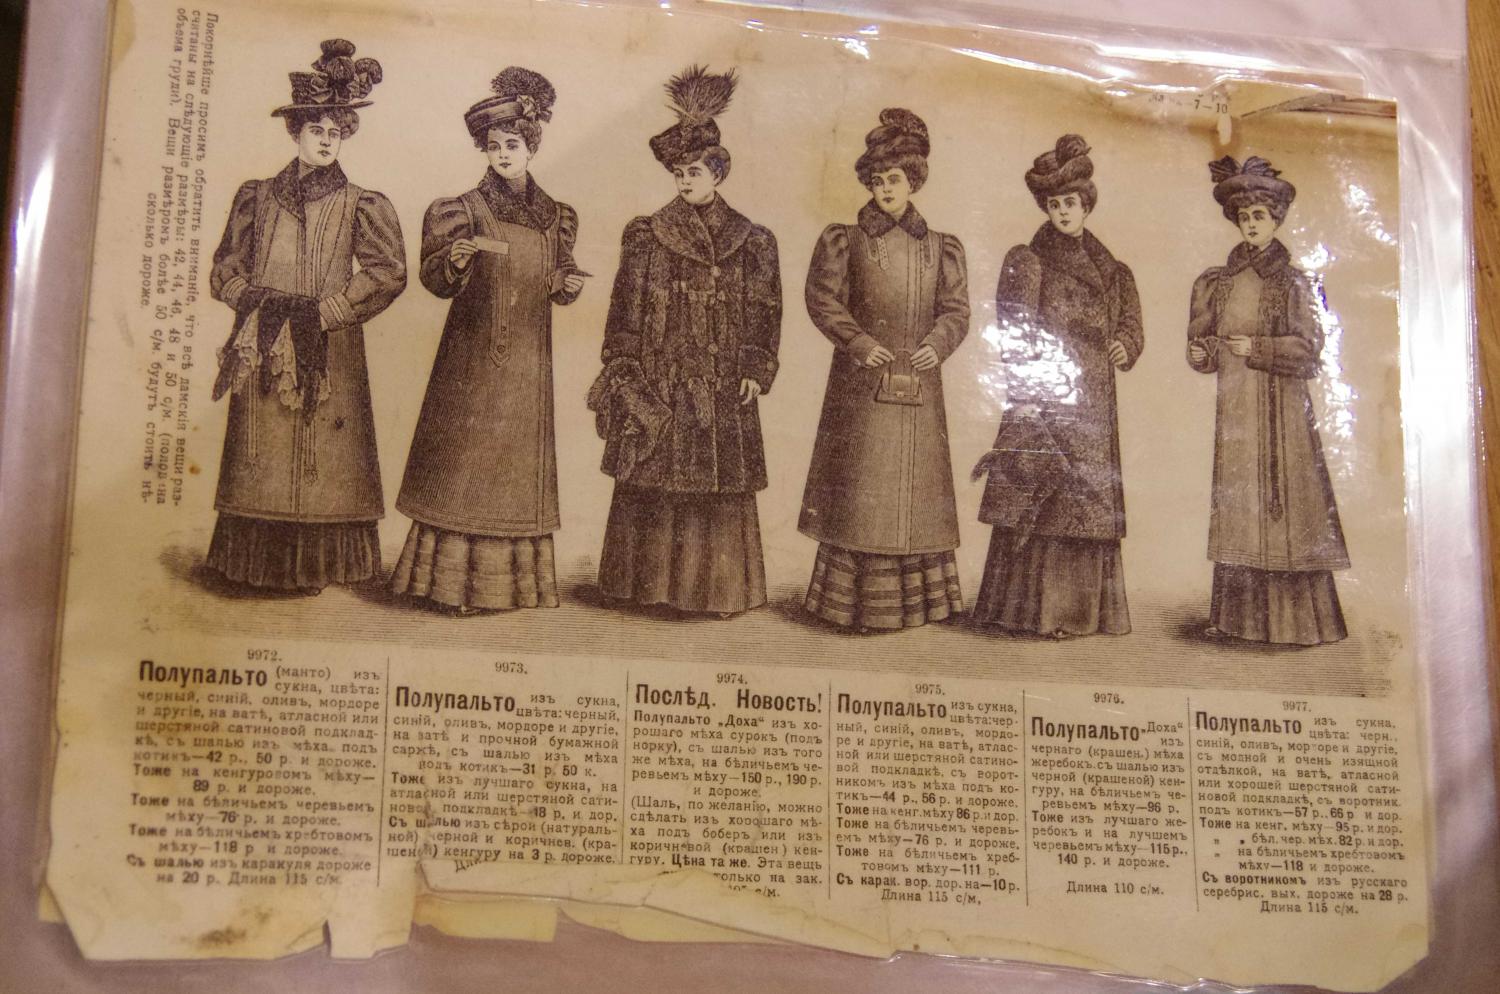 Покорнѣйше просимъ обратить вниманіе, что всѣ дамскія вещи раз-
считаны на слѣдующіе размѣры: 42, 44, 46, 48 и 50 с/м. (половина
объема груди). Вещи размѣромъ болѣе 50 с/м. будутъ стоить нѣ-
сколько дороже.
7—10
9972.
Полупальто (манто) изъ
сукна, цвѣта:
черный, синій, оливъ, мордоре
и другіе, на ватѣ, атласной или
шерстяной сатиновой подклад-
кѣ, съ шалью изъ мѣха подъ
котикъ—42 р., 50 р. и дороже.
Тоже на кенгуровомъ мѣху—
89 р. и дороже.
Тоже на бѣличьемъ черевьемъ
мѣху—76 р. и дороже.
Тоже на бѣличьемъ хребтовомъ
мѣху—118 р и дороже.
Съ шалью изъ каракуля дороже
на 20 р. Длина 115 с/м.
9973.
Полупальто изъ сукна,
цвѣта: черный,
синій, оливъ, мордоре и другіе,
на ватѣ и прочной бумажной
саржѣ, съ шалью изъ мѣха
подъ котикъ—31 р. 50 к.
Тоже изъ лучшаго сукна, на
атласной или шерстяной сати-
новой подкладкѣ— р. и дор.
Съ шалью изъ сѣрой (натураль-
ной) черной и коричнев. (кра-
шеной) кенгуру на 3 р. дороже.
9974.
Послѣд. Новость!
Полупальто „Доха“ изъ хо-
рошаго мѣха сурокъ (подъ
норку), съ шалью изъ того
же мѣха, на бѣличьемъ че-
ревьемъ мѣху—150 р., 190 р.
и дороже.
(Шаль, по желанію, можно
сдѣлать изъ хорошаго мѣ-
ха подъ боберъ или изъ
коричневой (крашен) кен-
гуру. Цѣна та же. Эта вещь
только на зак.
с/м.
9975.
Полупальто изъ сукна,
цвѣта: чер-
ный, синій, оливъ, мордо-
ре и другіе, на ватѣ, атлас-
ной или шерстяной сатино-
вой подкладкѣ, съ ворот-
никомъ изъ мѣха подъ ко-
тикъ—44 р., 56 р. и дороже.
Тоже на кенг. мѣху 86 р. и дор.
Тоже на бѣличьемъ черевь-
емъ мѣху—76 р. и дороже.
Тоже на бѣличьемъ хреб-
товомъ мѣху—111 р.
Съ карак. вор. дор. на—10 р.
Длина 115 с/м,
9976.
Полупальто „Доха“
изъ
чернаго (крашен.) мѣха
жеребокъ. съ шалью изъ
черной (крашеной) кен-
гуру, на бѣличьемъ че-
ревьемъ мѣху—96 р.
Тоже изъ лучшаго же-
ребокъ и на лучшемъ
черевьемъ мѣху—115 р.,
140 р. и дороже.
Длина 110 с/м.
9977.
Полупальто изъ сукна.
цвѣта: черн.,
синій, оливъ, мордоре и другіе,
съ модной и очень изящной
отдѣлкой, на ватѣ, атласной
или хорошей шерстяной сати-
новой подкладкѣ, съ воротник.
подъ котикъ—57 р., 66 р и дор.
Тоже на кенг. мѣху—95 р. и дор.
„ „ бѣл. чер. мѣх. 82 р. и дор.
„ на бѣличьемъ хребтовомъ
мѣху—118 и дороже.
Съ воротникомъ изъ русскаго
серебрис. вых. дороже на 28 р.
Длина 115 с/м.